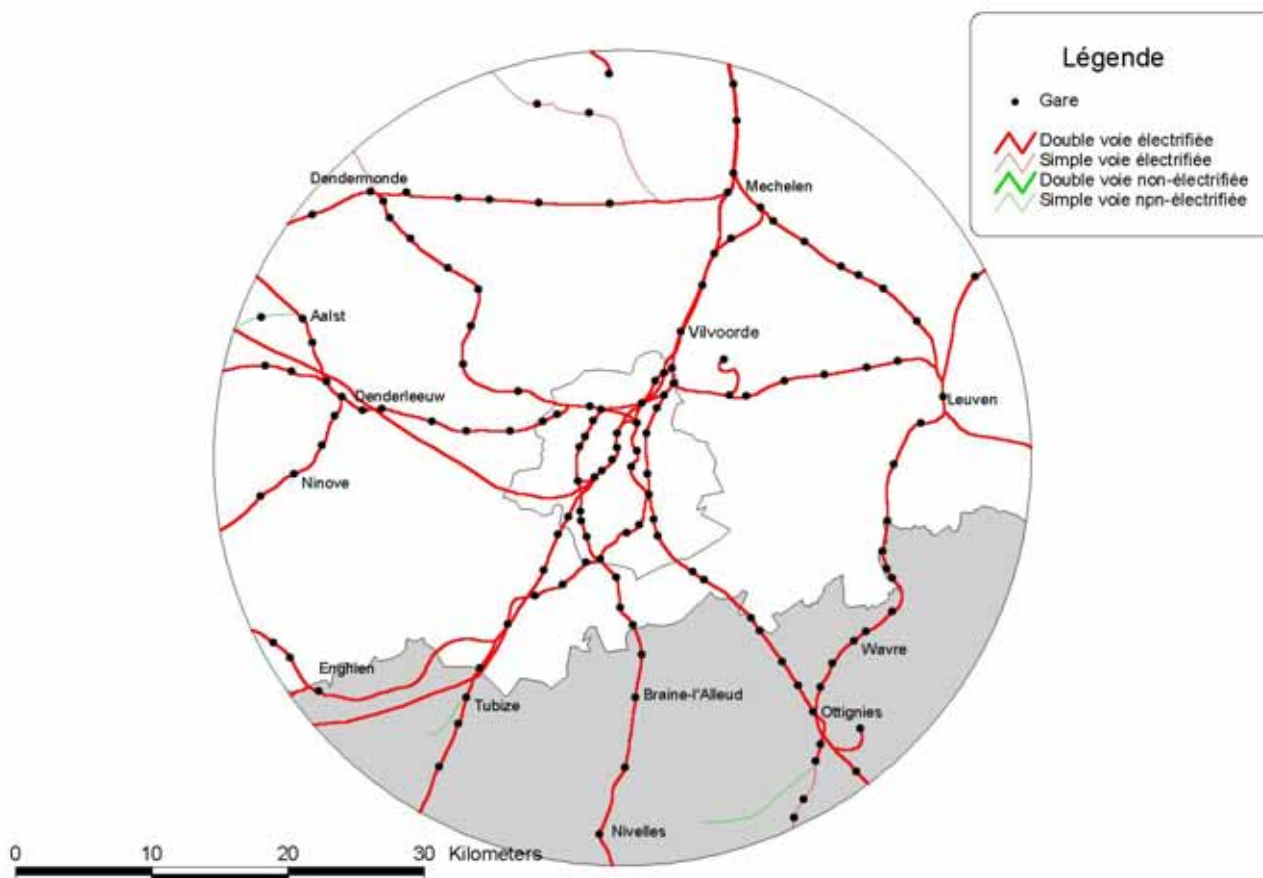 Légende
Gare
Double voie électrifiée
Simple voie électrifiée
Double voie non-électrifiée
Simple voie npn-électrifiée
Dendermonde
Mechelen
Aalst
Vilvoorde
Denderleeuw
Leuven
Ninove
Enghien
Wavre
Tubize
Braine-l'Alleud
Ottignies
Nivelles
0 10 20 30 Kilometers